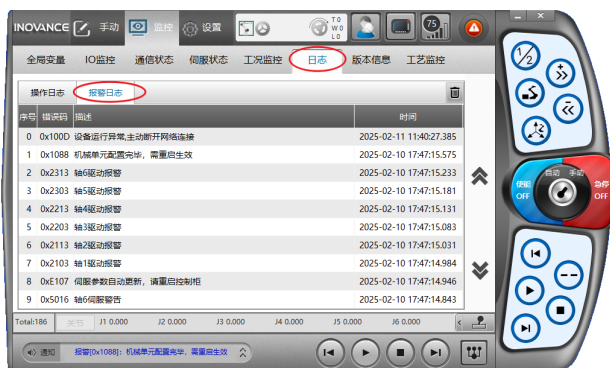 INOVANCE 手动 监控 设置 T0 W0 L0 75
全局变量 IO监控 通信状态 伺服状态 工况监控 日志 版本信息 工艺监控
操作日志 报警日志
序号 错误码 描述 时间
0 0x100D 设备运行异常,主动断开网络连接 2025-02-11 11:40:27.385
1 0x1088 机械单元配置完毕，需重启生效 2025-02-10 17:47:15.575
2 0x2313 轴6驱动报警 2025-02-10 17:47:15.233
3 0x2303 轴5驱动报警 2025-02-10 17:47:15.181
4 0x2213 轴4驱动报警 2025-02-10 17:47:15.131
5 0x2203 轴3驱动报警 2025-02-10 17:47:15.083
6 0x2113 轴2驱动报警 2025-02-10 17:47:15.031
7 0x2103 轴1驱动报警 2025-02-10 17:47:14.984
8 0xE107 伺服参数自动更新，请重启控制柜 2025-02-10 17:47:14.946
9 0x5016 轴6伺服警告 2025-02-10 17:47:14.843
Total:186 关节 J1 0.000 J2 0.000 J3 0.000 J4 0.000 J5 0.000 J6 0.000
通知 报警[0x1088]：机械单元配置完毕，需重启生效
1/2
自动 手动
使能 OFF
急停 OFF